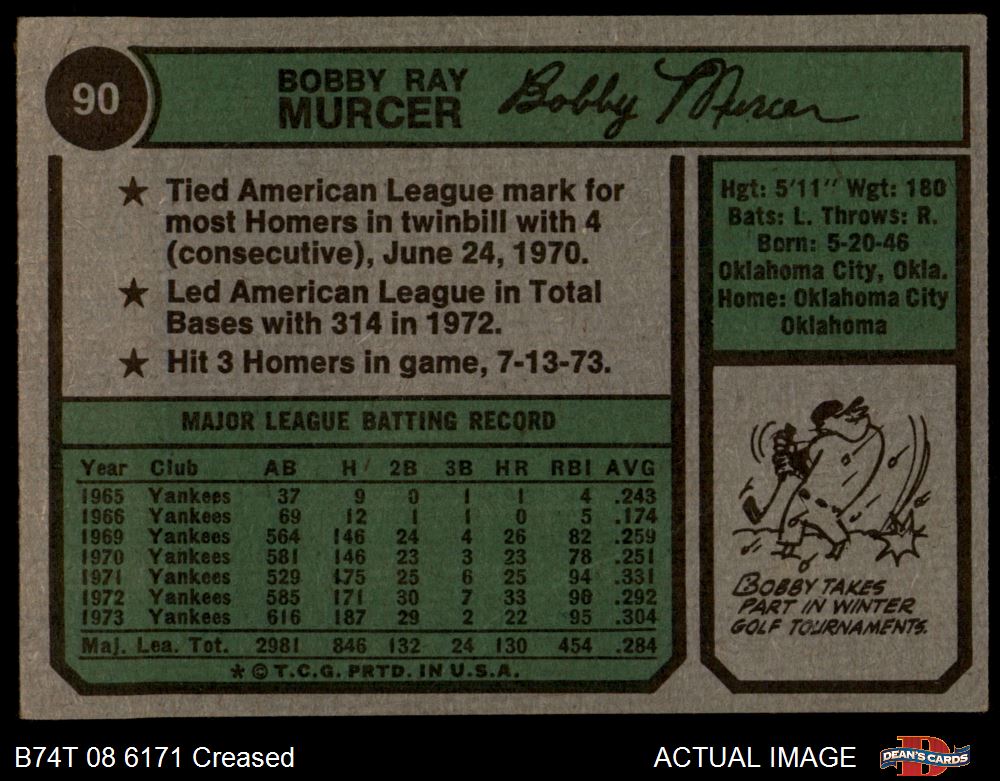 90
BOBBY RAY
MURCER
Bobby Murcer
★ Tied American League mark for
most Homers in twinbill with 4
(consecutive), June 24, 1970.
★ Led American League in Total
Bases with 314 in 1972.
★ Hit 3 Homers in game, 7-13-73.
Hgt: 5'11" Wgt: 180
Bats: L. Throws: R.
Born: 5-20-46
Oklahoma City, Okla.
Home: Oklahoma City
Oklahoma
MAJOR LEAGUE BATTING RECORD
Year Club AB H 2B 3B HR RBI AVG
1965 Yankees 37 9 0 1 1 4 .243
1966 Yankees 69 12 1 1 0 5 .174
1969 Yankees 564 146 24 4 26 82 .259
1970 Yankees 581 146 23 3 23 78 .251
1971 Yankees 529 175 25 6 25 94 .331
1972 Yankees 585 171 30 7 33 96 .292
1973 Yankees 616 187 29 2 22 95 .304
Maj. Lea. Tot. 2981 846 132 24 130 454 .284
* © T.C.G. PRTD. IN U.S.A.
BOBBY TAKES
PART IN WINTER
GOLF TOURNAMENTS.
B74T 08 6171 Creased
ACTUAL IMAGE
DEAN'S CARDS